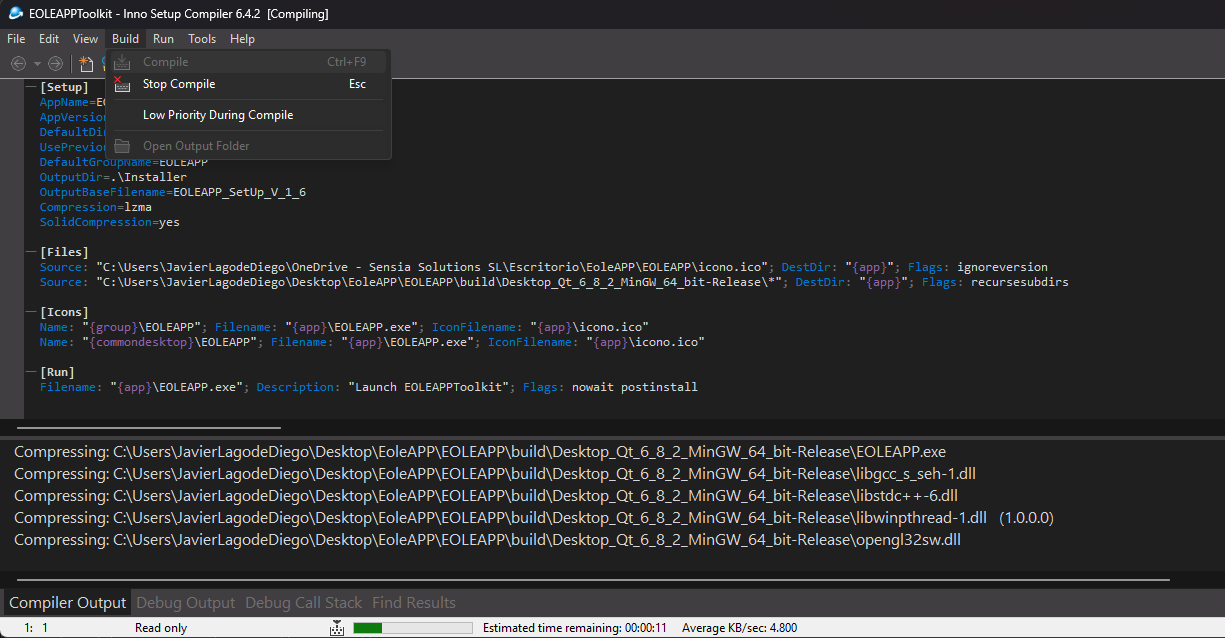 EOLEAPPToolkit - Inno Setup Compiler 6.4.2 [Compiling]
File Edit View Build Run Tools Help
Compile Ctrl+F9
Stop Compile Esc
Low Priority During Compile
Open Output Folder
[Setup]
AppName=EO
AppVersion
DefaultDir
UsePreviou
DefaultGroupName=EOLEAPP
OutputDir=.\Installer
OutputBaseFilename=EOLEAPP_SetUp_V_1_6
Compression=lzma
SolidCompression=yes
[Files]
Source: "C:\Users\JavierLagodeDiego\OneDrive - Sensia Solutions SL\Escritorio\EoleAPP\EOLEAPP\icono.ico"; DestDir: "{app}"; Flags: ignoreversion
Source: "C:\Users\JavierLagodeDiego\Desktop\EoleAPP\EOLEAPP\build\Desktop_Qt_6_8_2_MinGW_64_bit-Release\*"; DestDir: "{app}"; Flags: recursesubdirs
[Icons]
Name: "{group}\EOLEAPP"; Filename: "{app}\EOLEAPP.exe"; IconFilename: "{app}\icono.ico"
Name: "{commondesktop}\EOLEAPP"; Filename: "{app}\EOLEAPP.exe"; IconFilename: "{app}\icono.ico"
[Run]
Filename: "{app}\EOLEAPP.exe"; Description: "Launch EOLEAPPToolkit"; Flags: nowait postinstall
Compressing: C:\Users\JavierLagodeDiego\Desktop\EoleAPP\EOLEAPP\build\Desktop_Qt_6_8_2_MinGW_64_bit-Release\EOLEAPP.exe
Compressing: C:\Users\JavierLagodeDiego\Desktop\EoleAPP\EOLEAPP\build\Desktop_Qt_6_8_2_MinGW_64_bit-Release\libgcc_s_seh-1.dll
Compressing: C:\Users\JavierLagodeDiego\Desktop\EoleAPP\EOLEAPP\build\Desktop_Qt_6_8_2_MinGW_64_bit-Release\libstdc++-6.dll
Compressing: C:\Users\JavierLagodeDiego\Desktop\EoleAPP\EOLEAPP\build\Desktop_Qt_6_8_2_MinGW_64_bit-Release\libwinpthread-1.dll (1.0.0.0)
Compressing: C:\Users\JavierLagodeDiego\Desktop\EoleAPP\EOLEAPP\build\Desktop_Qt_6_8_2_MinGW_64_bit-Release\opengl32sw.dll
Compiler Output Debug Output Debug Call Stack Find Results
1: 1 Read only Estimated time remaining: 00:00:11 Average KB/sec: 4.800